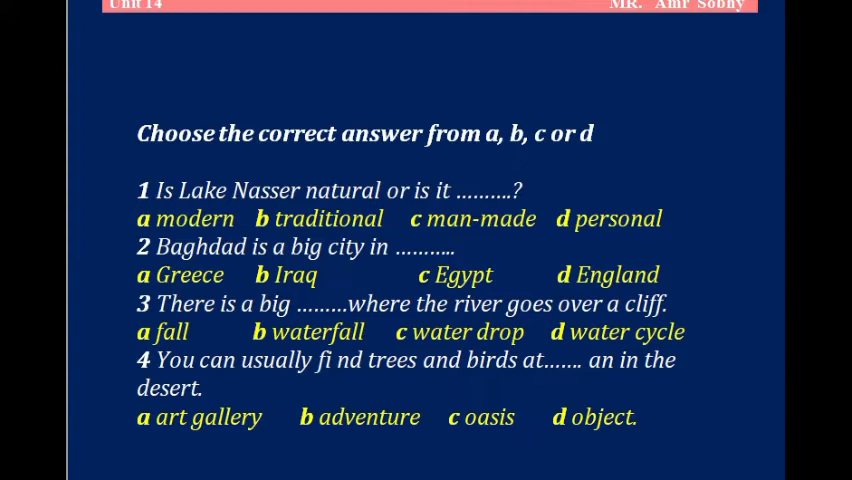 Unit 14 MR. Amr Sobhy
Choose the correct answer from a, b, c or d
1 Is Lake Nasser natural or is it ……….?
a modern b traditional c man-made d personal
2 Baghdad is a big city in ………..
a Greece b Iraq c Egypt d England
3 There is a big ………where the river goes over a cliff.
a fall b waterfall c water drop d water cycle
4 You can usually fi nd trees and birds at……. an in the
desert.
a art gallery b adventure c oasis d object.